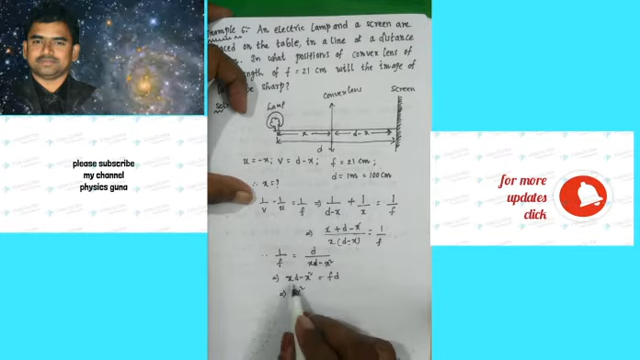 Example 6:- An electric Lamp and a screen are
on the table, in a line at a distance
In what positions of convex lens of
length of f = 21 cm will the image of
be sharp?
Lamp
Convex lens
Screen
x
d-x
d
u = -x; v = d-x; f = 21 cm;
d = 1m = 100cm
∴ x = ?
1/v - 1/u = 1/f ⇒ 1/(d-x) + 1/x = 1/f
⇒ (x + d - x)/(x(d-x)) = 1/f
∴ 1/f = d/(xd - x²)
⇒ xd - x² = fd
⇒
please subscribe
my channel
physics guna
for more
updates
click